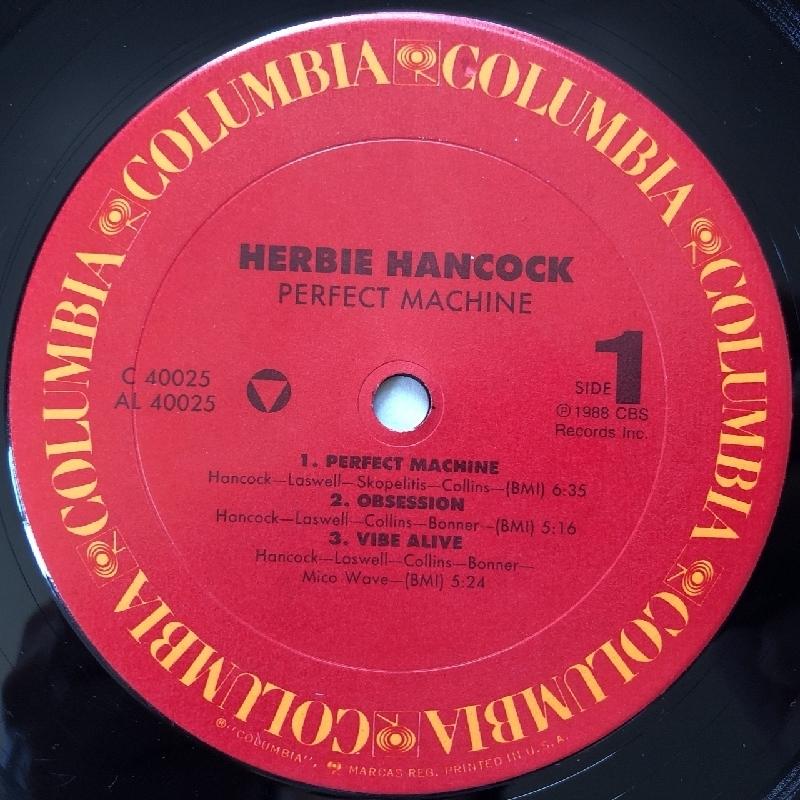 COLUMBIA COLUMBIA COLUMBIA COLUMBIA COLUMBIA COLUMBIA COLUMBIA COLUMBIA
HERBIE HANCOCK
PERFECT MACHINE
C 40025
AL 40025
SIDE 1
℗ 1988 CBS
Records Inc.
1. PERFECT MACHINE
Hancock—Laswell—Skopelitis—Collins—(BMI) 6:35
2. OBSESSION
Hancock—Laswell—Collins—Bonner—(BMI) 5:16
3. VIBE ALIVE
Hancock—Laswell—Collins—Bonner—
Mico Wave—(BMI) 5:24
®"COLUMBIA", MARCAS REG. PRINTED IN U.S.A.